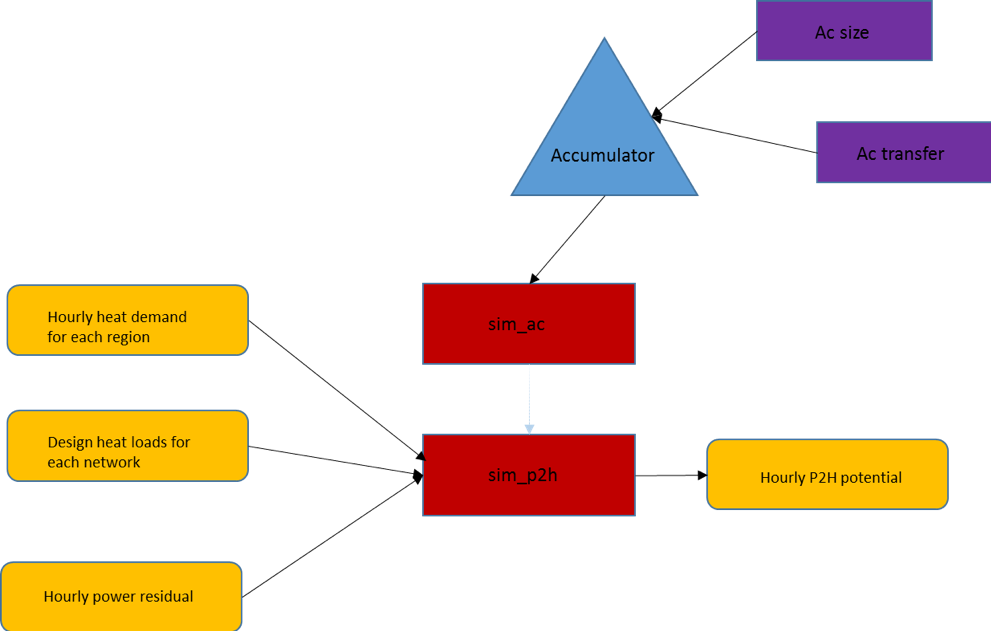 Ac size
Ac transfer
Accumulator
sim_ac
Hourly heat demand
for each region
Design heat loads for
each network
sim_p2h
Hourly P2H potential
Hourly power residual